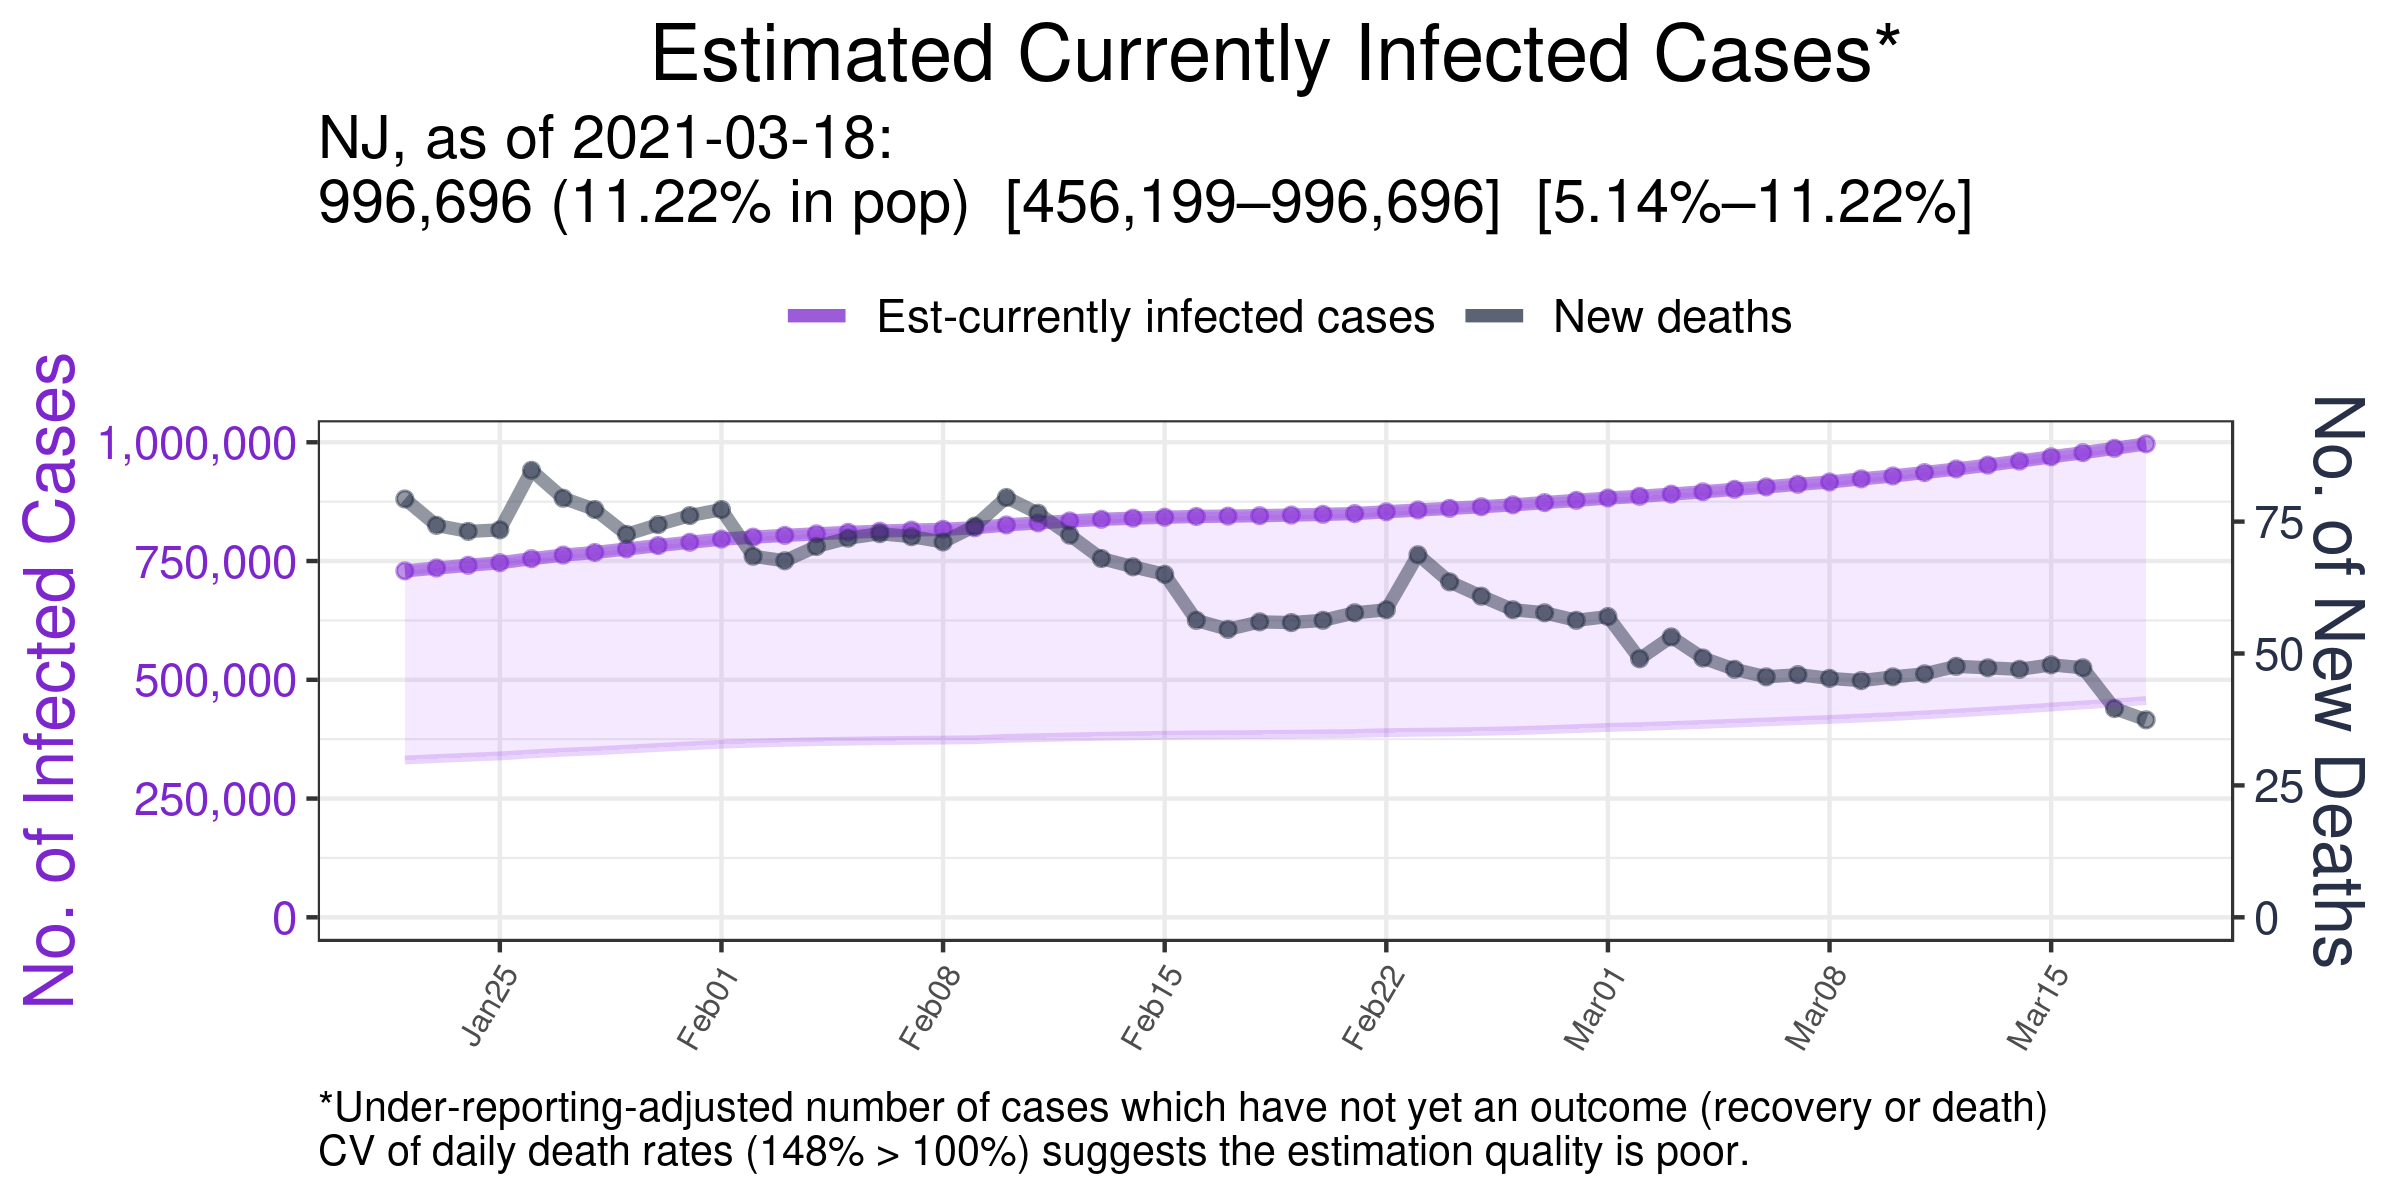 Estimated Currently Infected Cases*
NJ, as of 2021-03-18:
996,696 (11.22% in pop)  [456,199–996,696]  [5.14%–11.22%]
Est-currently infected cases
New deaths
No. of Infected Cases
1,000,000
750,000
500,000
250,000
0
75
50
25
0
No. of New Deaths
Jan25
Feb01
Feb08
Feb15
Feb22
Mar01
Mar08
Mar15
*Under-reporting-adjusted number of cases which have not yet an outcome (recovery or death)
CV of daily death rates (148% > 100%) suggests the estimation quality is poor.